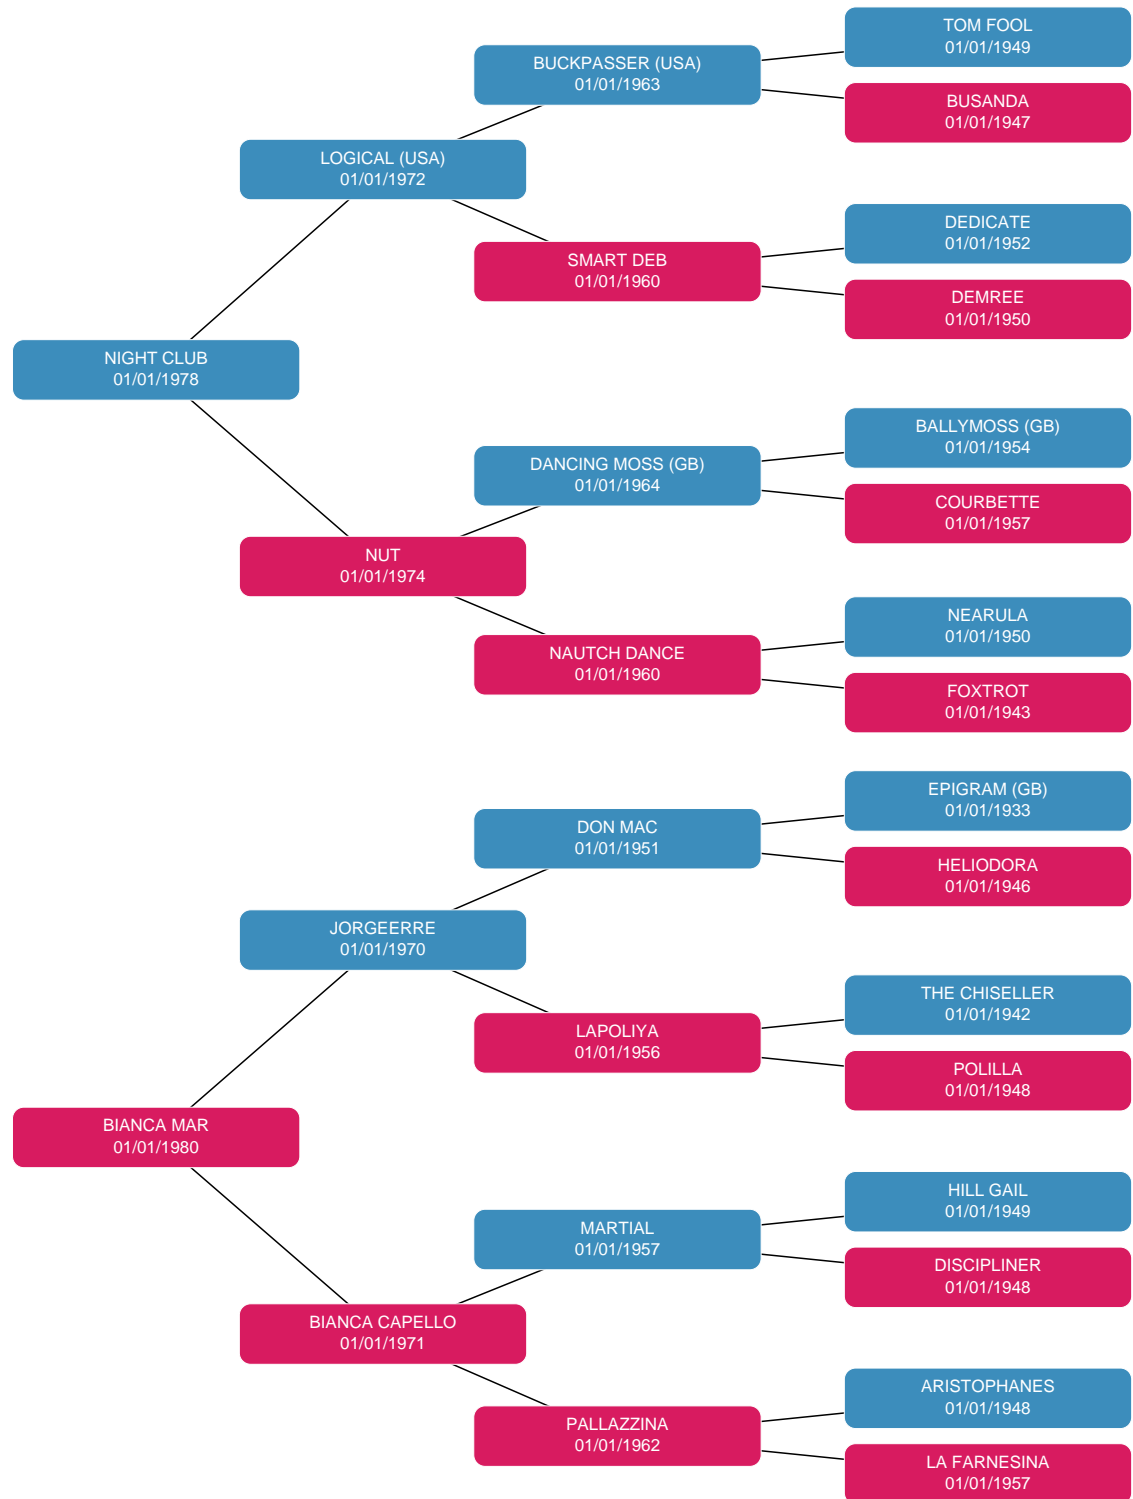 TOM FOOL
01/01/1949
BUCKPASSER (USA)
01/01/1963
BUSANDA
01/01/1947
LOGICAL (USA)
01/01/1972
DEDICATE
01/01/1952
SMART DEB
01/01/1960
DEMREE
01/01/1950
NIGHT CLUB
01/01/1978
BALLYMOSS (GB)
01/01/1954
DANCING MOSS (GB)
01/01/1964
COURBETTE
01/01/1957
NUT
01/01/1974
NEARULA
01/01/1950
NAUTCH DANCE
01/01/1960
FOXTROT
01/01/1943
EPIGRAM (GB)
01/01/1933
DON MAC
01/01/1951
HELIODORA
01/01/1946
JORGEERRE
01/01/1970
THE CHISELLER
01/01/1942
LAPOLIYA
01/01/1956
POLILLA
01/01/1948
BIANCA MAR
01/01/1980
HILL GAIL
01/01/1949
MARTIAL
01/01/1957
DISCIPLINER
01/01/1948
BIANCA CAPELLO
01/01/1971
ARISTOPHANES
01/01/1948
PALLAZZINA
01/01/1962
LA FARNESINA
01/01/1957